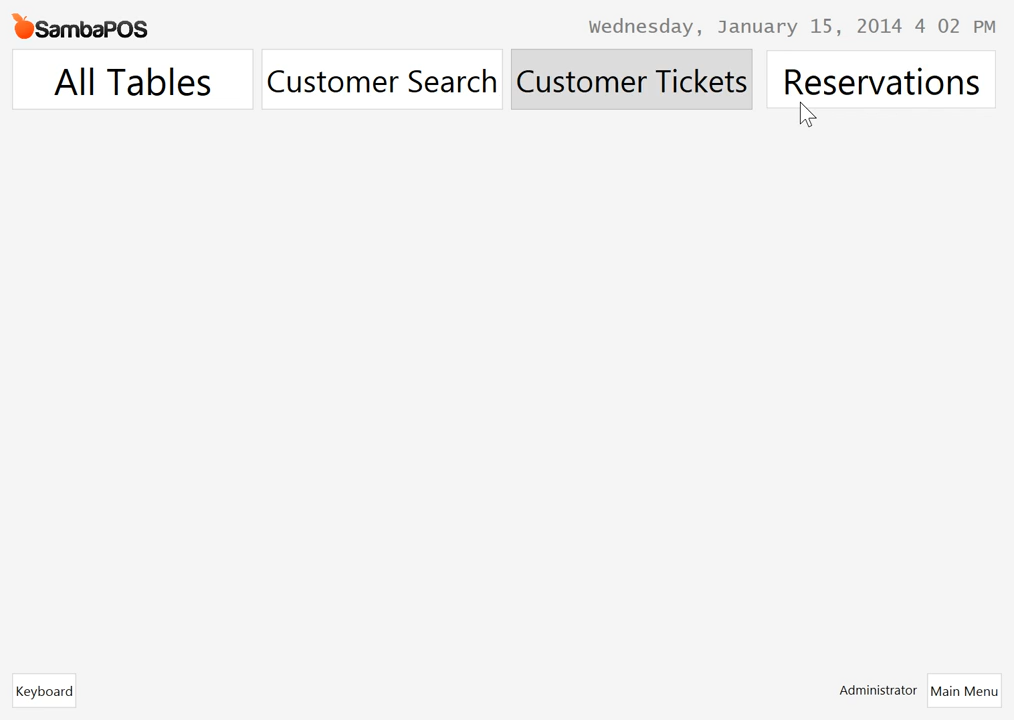 SambaPOS
Wednesday, January 15, 2014 4 02 PM
All Tables
Customer Search
Customer Tickets
Reservations
Keyboard
Administrator
Main Menu